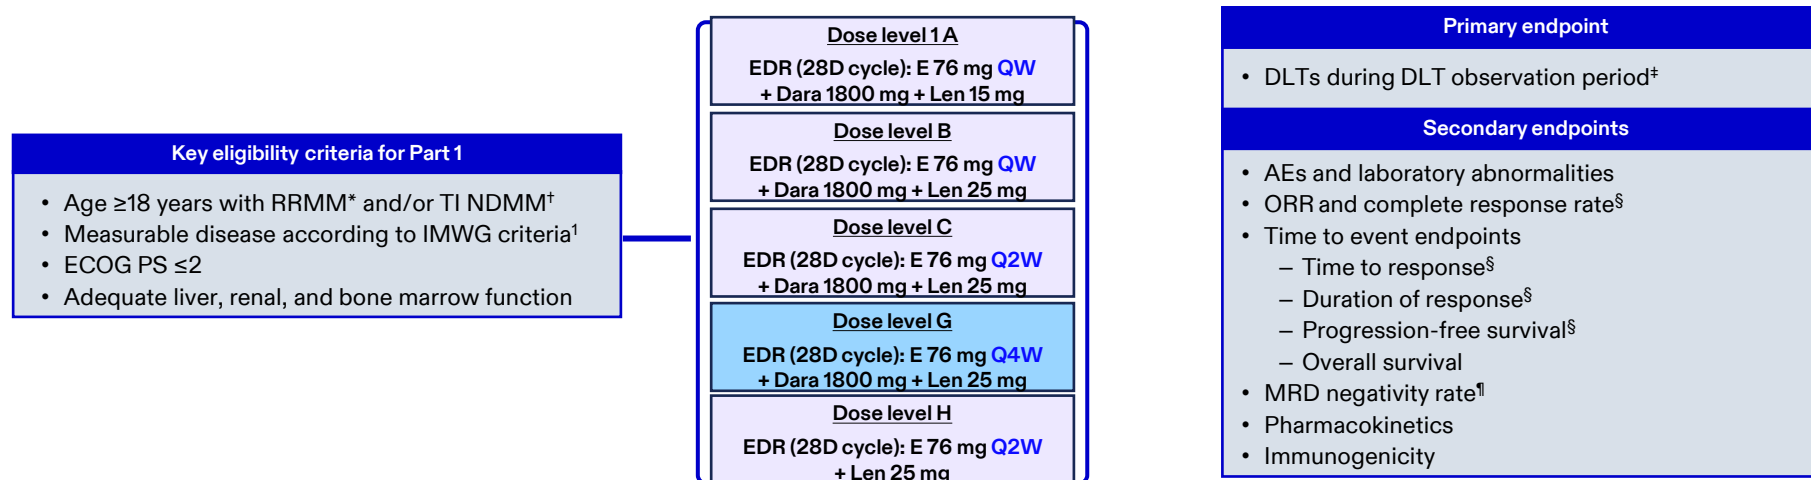 Key eligibility criteria for Part 1
• Age ≥18 years with RRMM* and/or TI NDMM†
• Measurable disease according to IMWG criteria¹
• ECOG PS ≤2
• Adequate liver, renal, and bone marrow function
Dose level 1 A
EDR (28D cycle): E 76 mg QW
+ Dara 1800 mg + Len 15 mg
Dose level B
EDR (28D cycle): E 76 mg QW
+ Dara 1800 mg + Len 25 mg
Dose level C
EDR (28D cycle): E 76 mg Q2W
+ Dara 1800 mg + Len 25 mg
Dose level G
EDR (28D cycle): E 76 mg Q4W
+ Dara 1800 mg + Len 25 mg
Dose level H
EDR (28D cycle): E 76 mg Q2W
+ Len 25 mg
Primary endpoint
• DLTs during DLT observation period‡
Secondary endpoints
• AEs and laboratory abnormalities
• ORR and complete response rate§
• Time to event endpoints
– Time to response§
– Duration of response§
– Progression-free survival§
– Overall survival
• MRD negativity rate¶
• Pharmacokinetics
• Immunogenicity